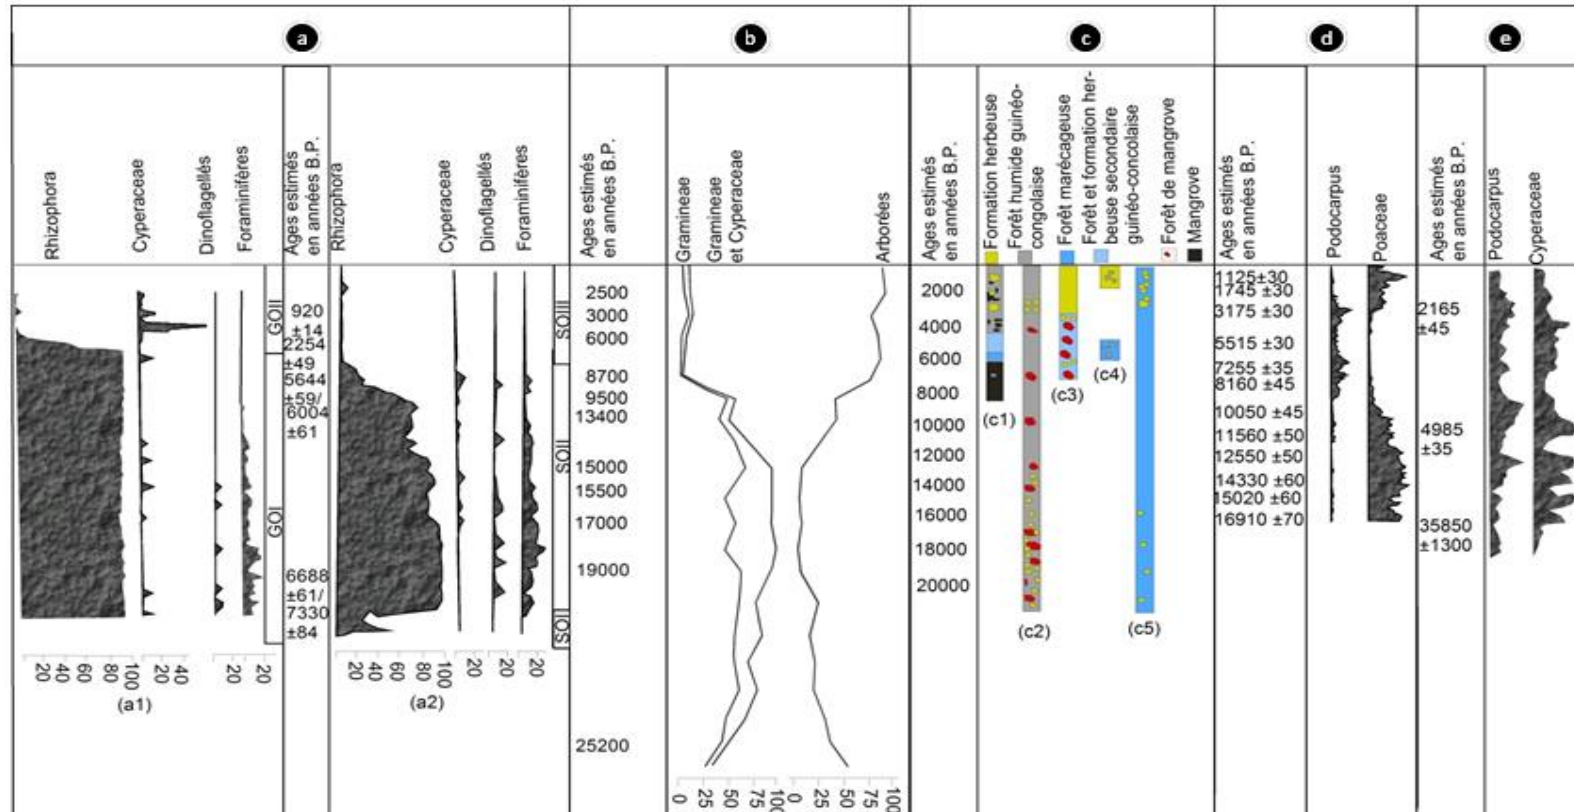 a
b
c
d
e
Rhizophora
Cyperaceae
Dinoflagellés
Foraminifères
Ages estimés
en années B.P.
Rhizophora
Cyperaceae
Dinoflagellés
Foraminifères
Ages estimés
en années B.P.
Gramineae
Gramineae
et Cyperaceae
Arborées
Ages estimés
en années B.P.
Formation herbeuse
Forêt humide guinéo-
congolaise
Forêt marécageuse
Forêt et formation her-
beuse secondaire
guinéo-concolaise
Forêt de mangrove
Mangrove
Ages estimés
en années B.P.
Podocarpus
Poaceae
Ages estimés
en années B.P.
Podocarpus
Cyperaceae
GOII
GOI
920
±14
2254
±49
5644
±59/
6004
±61
6688
±61/
7330
±84
SOIII
SOII
SOI
20
40
60
80
100
20
40
20
20
(a1)
20
40
60
80
100
20
20
20
(a2)
2500
3000
6000
8700
9500
13400
15000
15500
17000
19000
25200
0
25
50
75
100
0
25
50
75
100
2000
4000
6000
8000
10000
12000
14000
16000
18000
20000
(c1)
(c2)
(c3)
(c4)
(c5)
1125±30
1745 ±30
3175 ±30
5515 ±30
7255 ±35
8160 ±45
10050 ±45
11560 ±50
12550 ±50
14330 ±60
15020 ±60
16910 ±70
2165
±45
4985
±35
35850
±1300